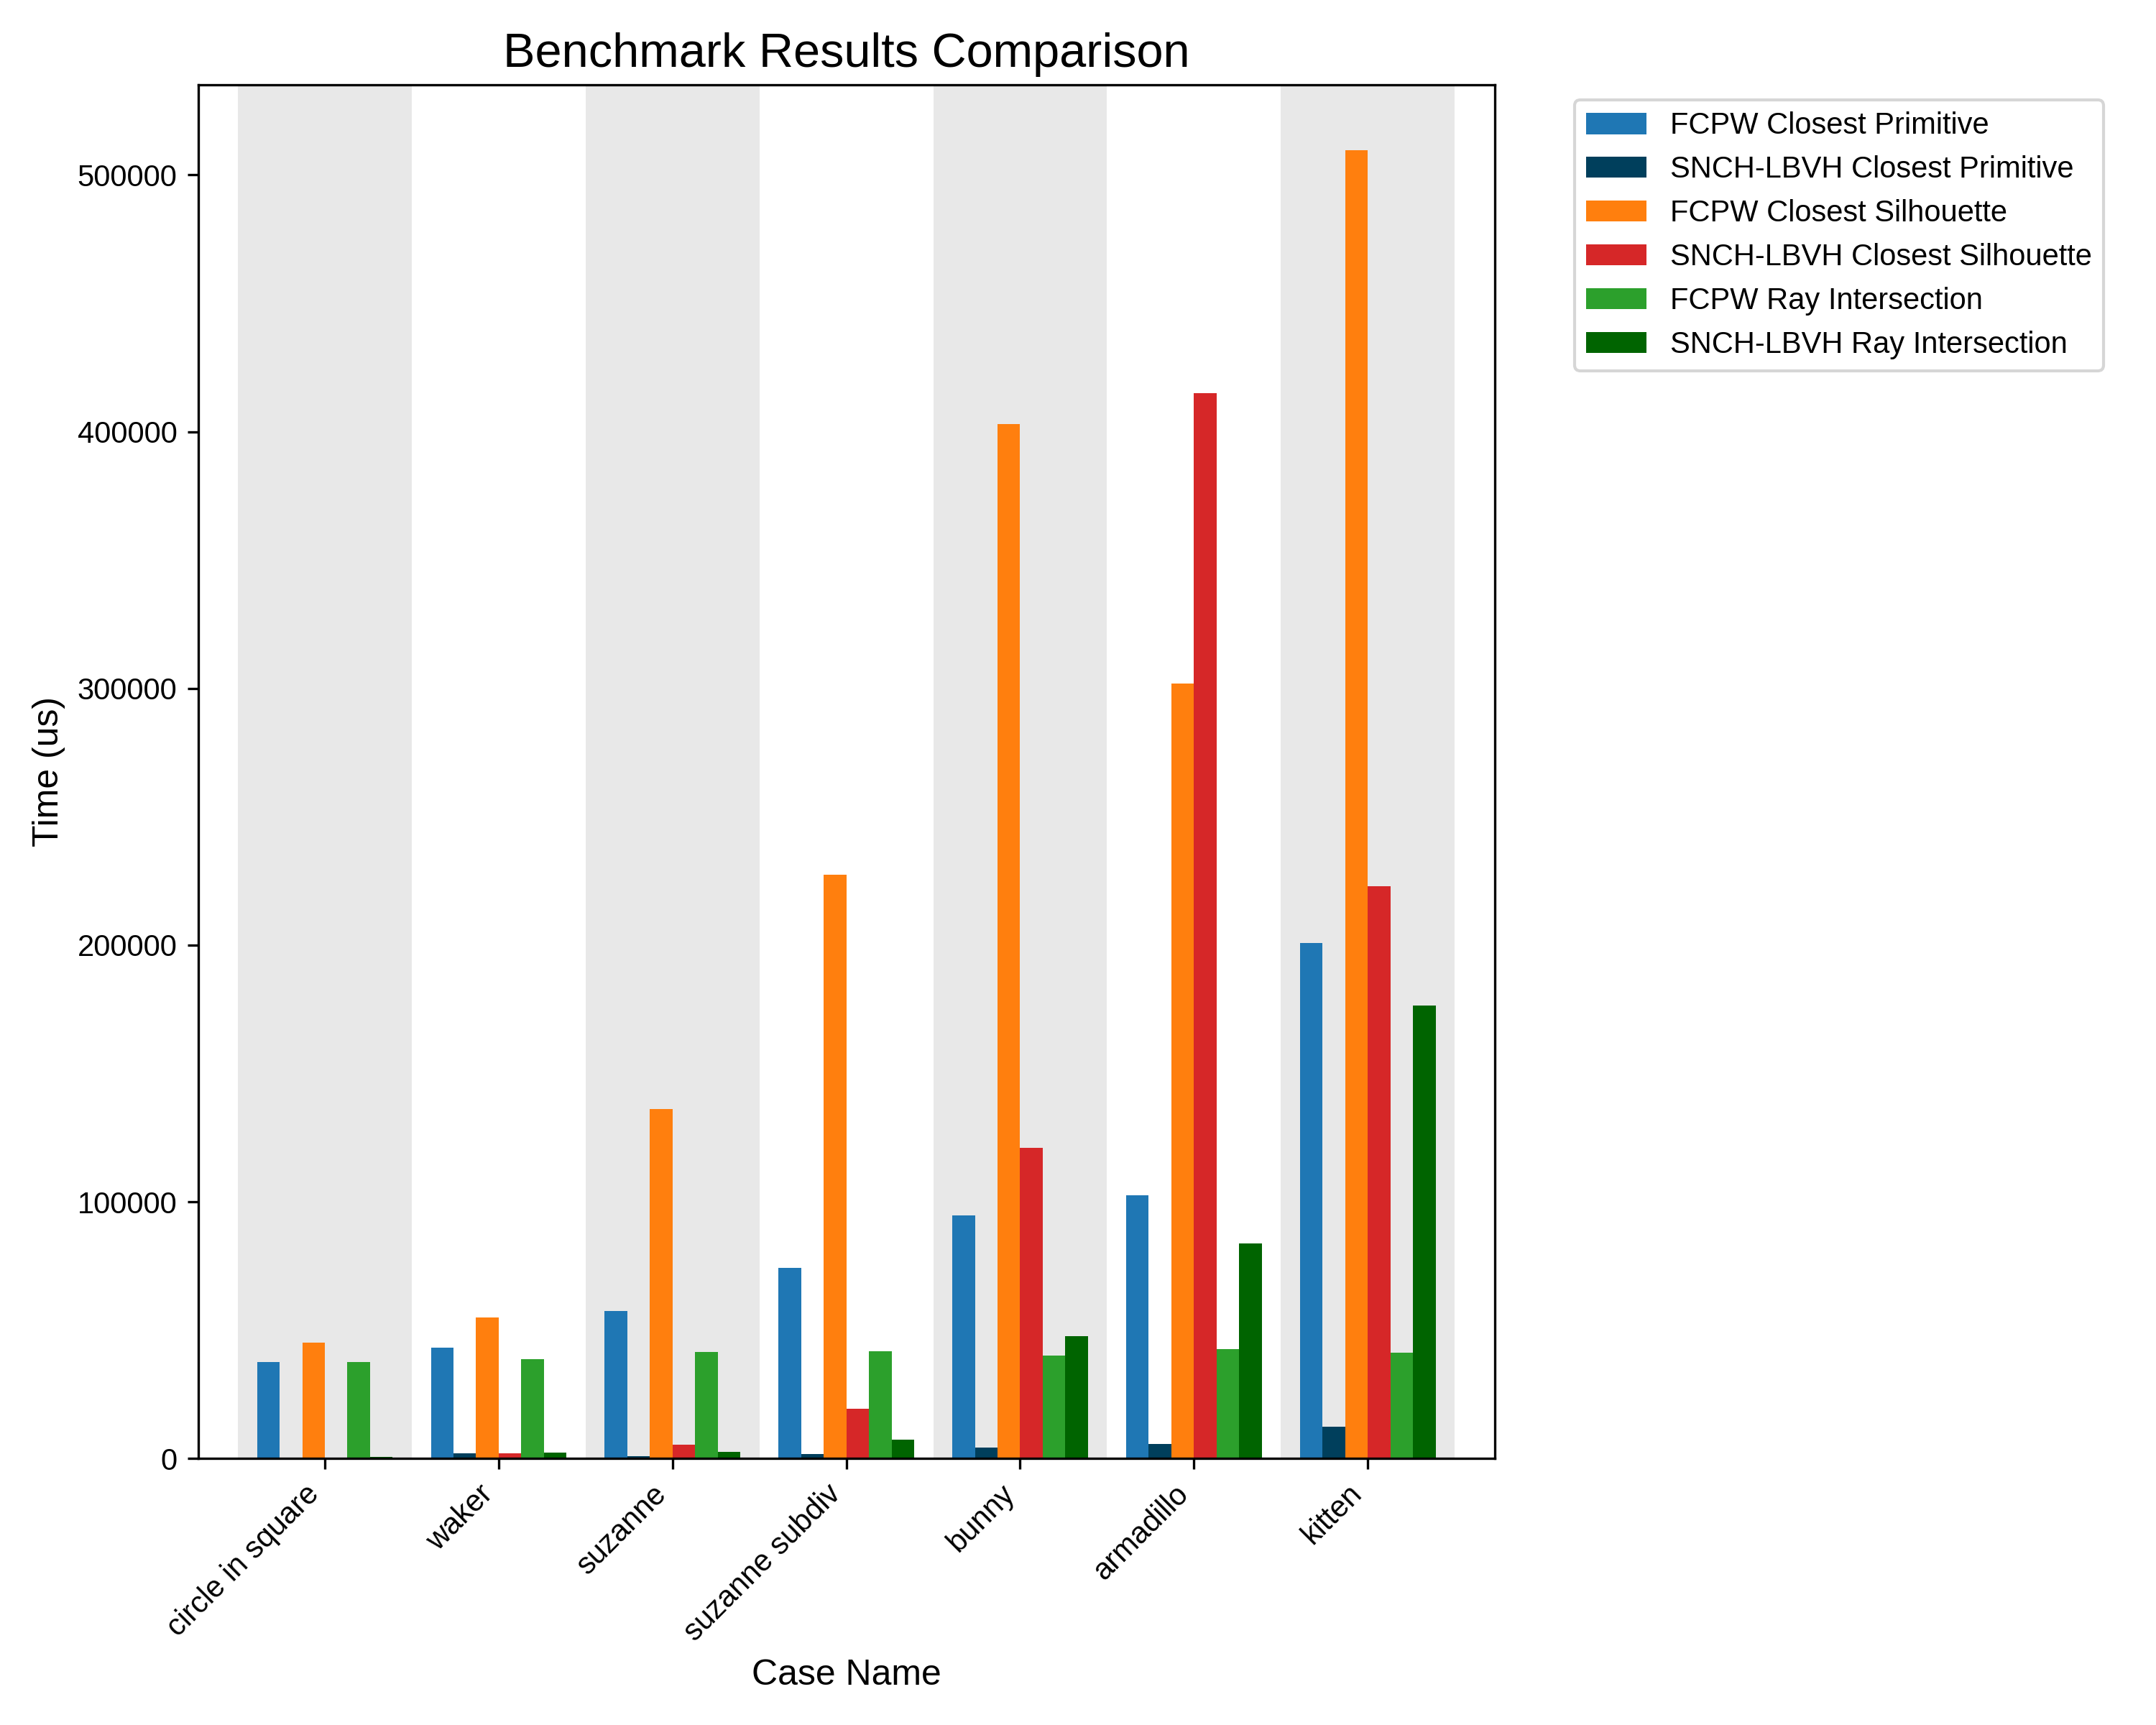 Benchmark Results Comparison
FCPW Closest Primitive
SNCH-LBVH Closest Primitive
FCPW Closest Silhouette
SNCH-LBVH Closest Silhouette
FCPW Ray Intersection
SNCH-LBVH Ray Intersection
500000
400000
300000
200000
100000
0
Time (us)
circle in square
waker
suzanne
suzanne subdiv
bunny
armadillo
kitten
Case Name